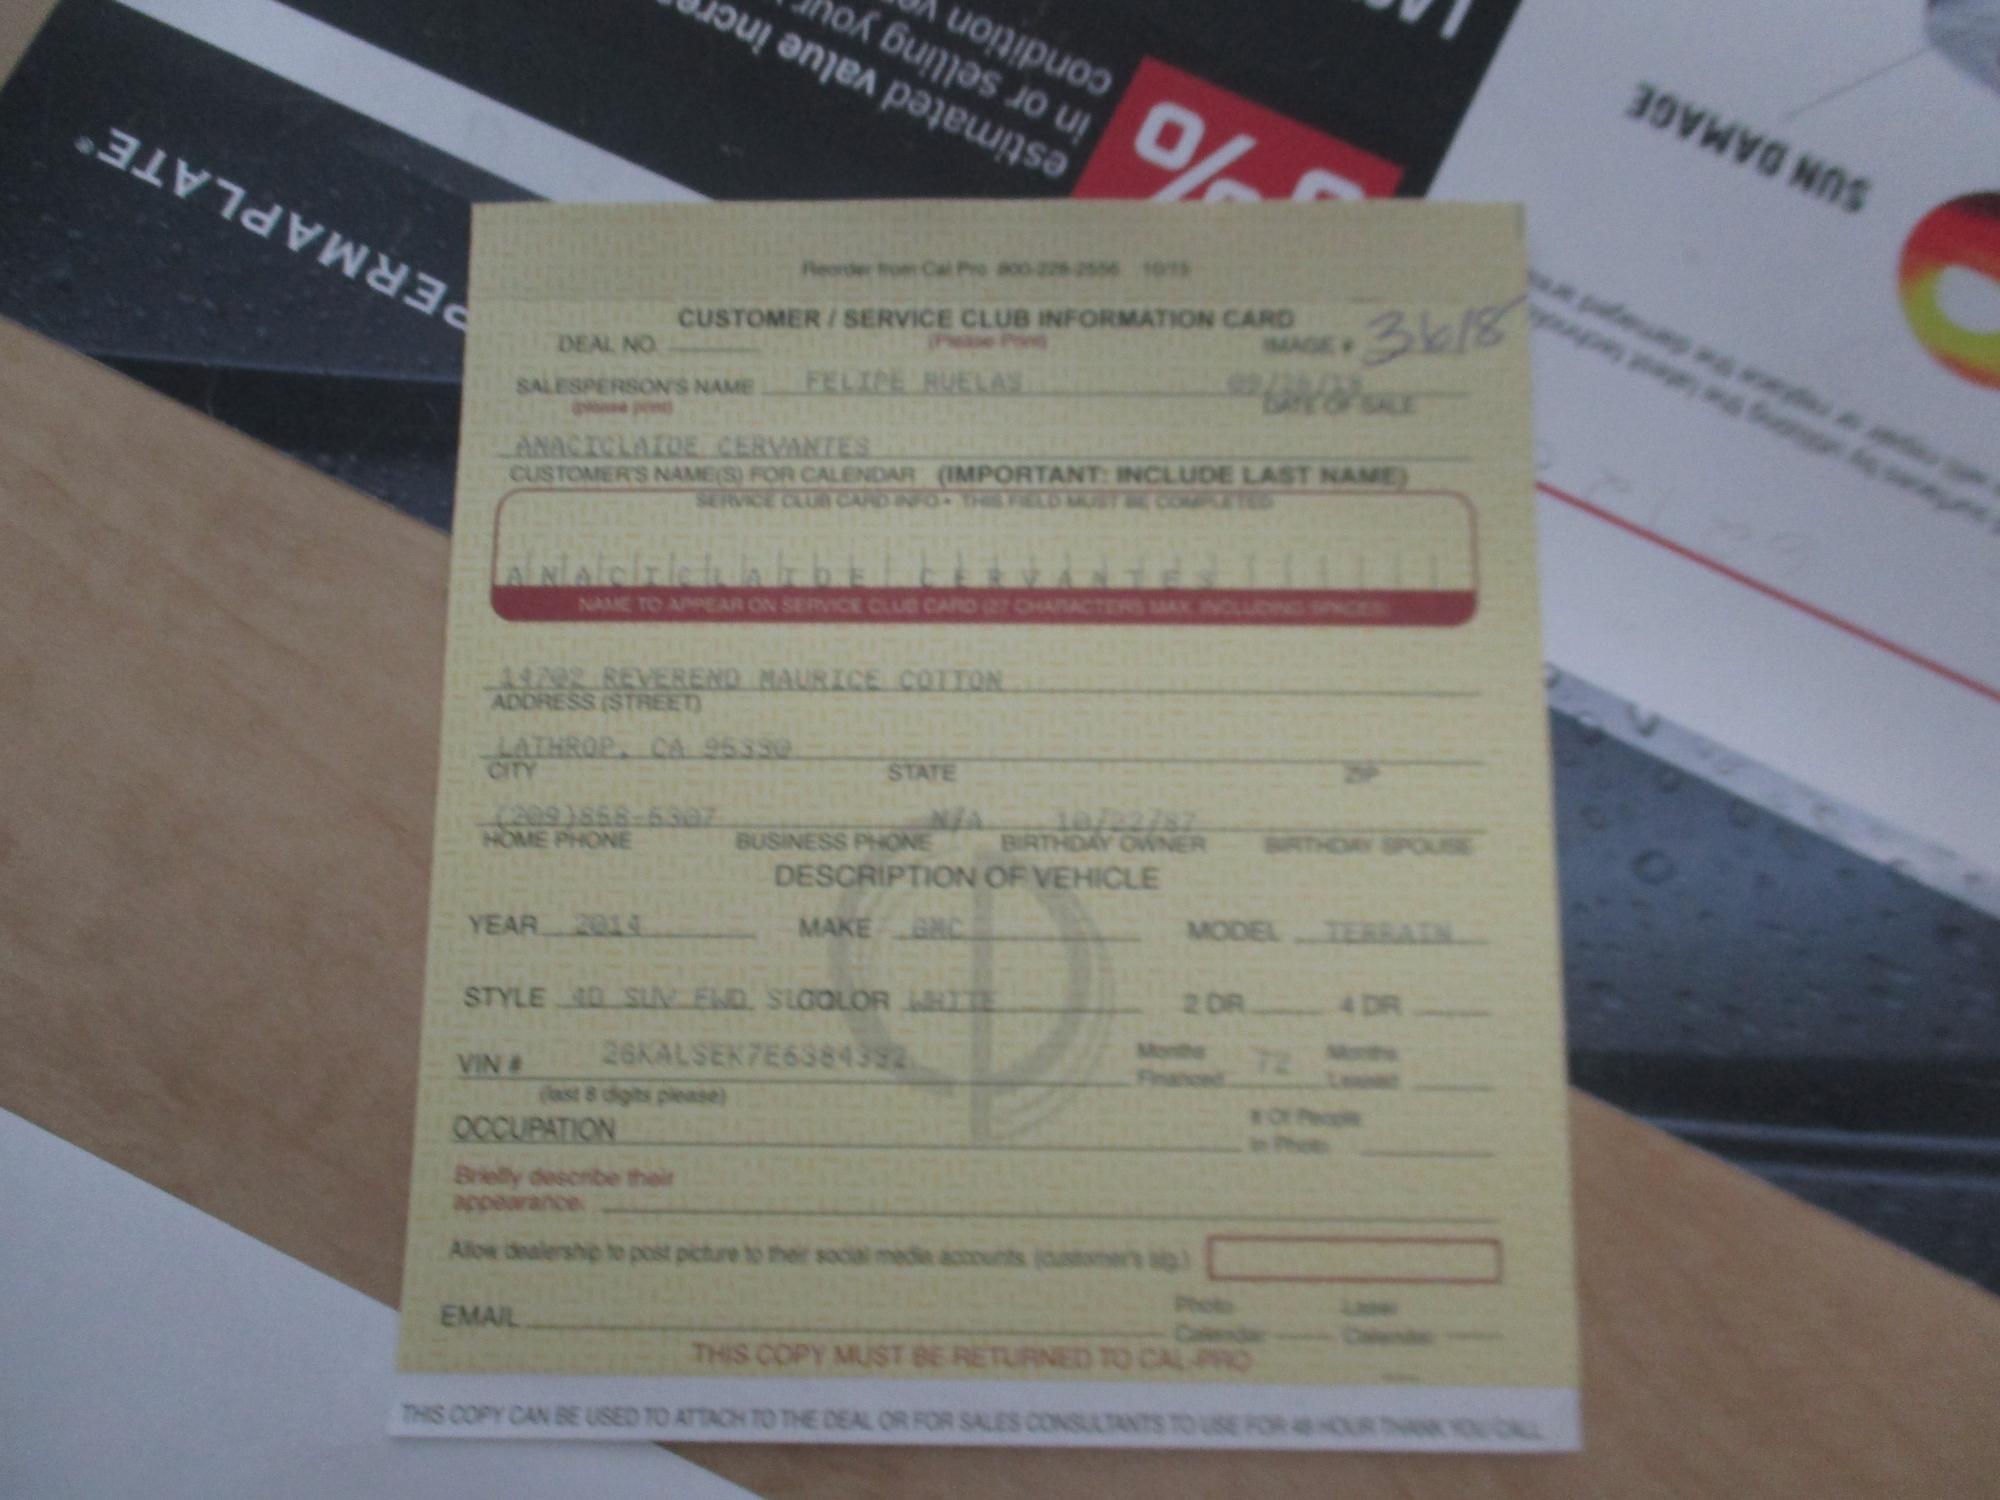 PERMAPLATE®
estimated value incre
in or selling your
condition
%
SUN DAMAGE
Reorder from Cal Pro 800-228-2556 10/15
CUSTOMER / SERVICE CLUB INFORMATION CARD
DEAL NO. (Please Print) IMAGE # 3618
SALESPERSON'S NAME FELIPE RUELAS
(please print) DATE OF SALE
ANACICLAIDE CERVANTES
CUSTOMER'S NAME(S) FOR CALENDAR (IMPORTANT: INCLUDE LAST NAME)
SERVICE CLUB CARD INFO • THIS FIELD MUST BE COMPLETED
ANACICLAIDE CERVANTES
NAME TO APPEAR ON SERVICE CLUB CARD (27 CHARACTERS MAX. INCLUDING SPACES)
14702 REVEREND MAURICE COTTON
ADDRESS (STREET)
LATHROP, CA 95330
CITY STATE ZIP
(209)858-5307 N/A 10/22/87
HOME PHONE BUSINESS PHONE BIRTHDAY OWNER BIRTHDAY SPOUSE
DESCRIPTION OF VEHICLE
YEAR 2014 MAKE GMC MODEL TERRAIN
STYLE 4D SUV FWD SL COLOR WHITE 2 DR 4 DR
VIN # 2GKALSEK7E6384332 Months Financed 72 Months Leased
(last 8 digits please)
OCCUPATION # Of People In Photo
Briefly describe their
appearance:
Allow dealership to post picture to their social media accounts. (customer's sig.)
EMAIL Photo Calendar Laser Calendar
THIS COPY MUST BE RETURNED TO CAL-PRO
THIS COPY CAN BE USED TO ATTACH TO THE DEAL OR FOR SALES CONSULTANTS TO USE FOR 48 HOUR THANK YOU CALL